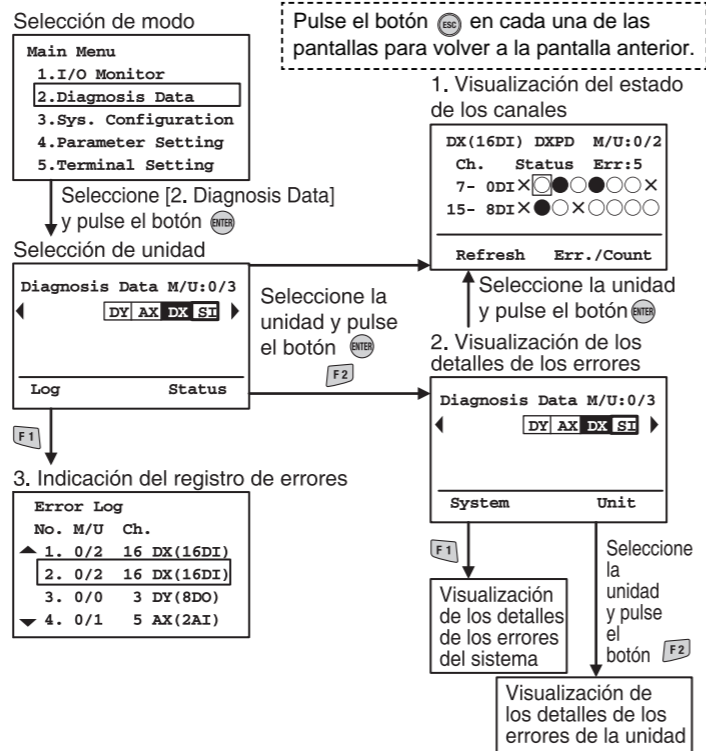 Selección de modo
Main Menu
1.I/O Monitor
2.Diagnosis Data
3.Sys. Configuration
4.Parameter Setting
5.Terminal Setting
Pulse el botón ESC en cada una de las
pantallas para volver a la pantalla anterior.
Seleccione [2. Diagnosis Data]
y pulse el botón ENTER
Selección de unidad
Diagnosis Data M/U:0/3
DY AX DX SI
Log Status
Seleccione la
unidad y pulse
el botón ENTER
F2
1. Visualización del estado
de los canales
DX(16DI) DXPD M/U:0/2
Ch. Status Err:5
7- 0DI×○●○●○○×
15- 8DI×●○×○○○○
Refresh Err./Count
Seleccione la unidad
y pulse el botón ENTER
2. Visualización de los
detalles de los errores
Diagnosis Data M/U:0/3
DY AX DX SI
System Unit
F1
3. Indicación del registro de errores
Error Log
No. M/U Ch.
1. 0/2 16 DX(16DI)
2. 0/2 16 DX(16DI)
3. 0/0 3 DY(8DO)
4. 0/1 5 AX(2AI)
F1
Visualización
de los detalles
de los errores
del sistema
Seleccione
la
unidad
y pulse
el
botón F2
Visualización de
los detalles de los
errores de la unidad